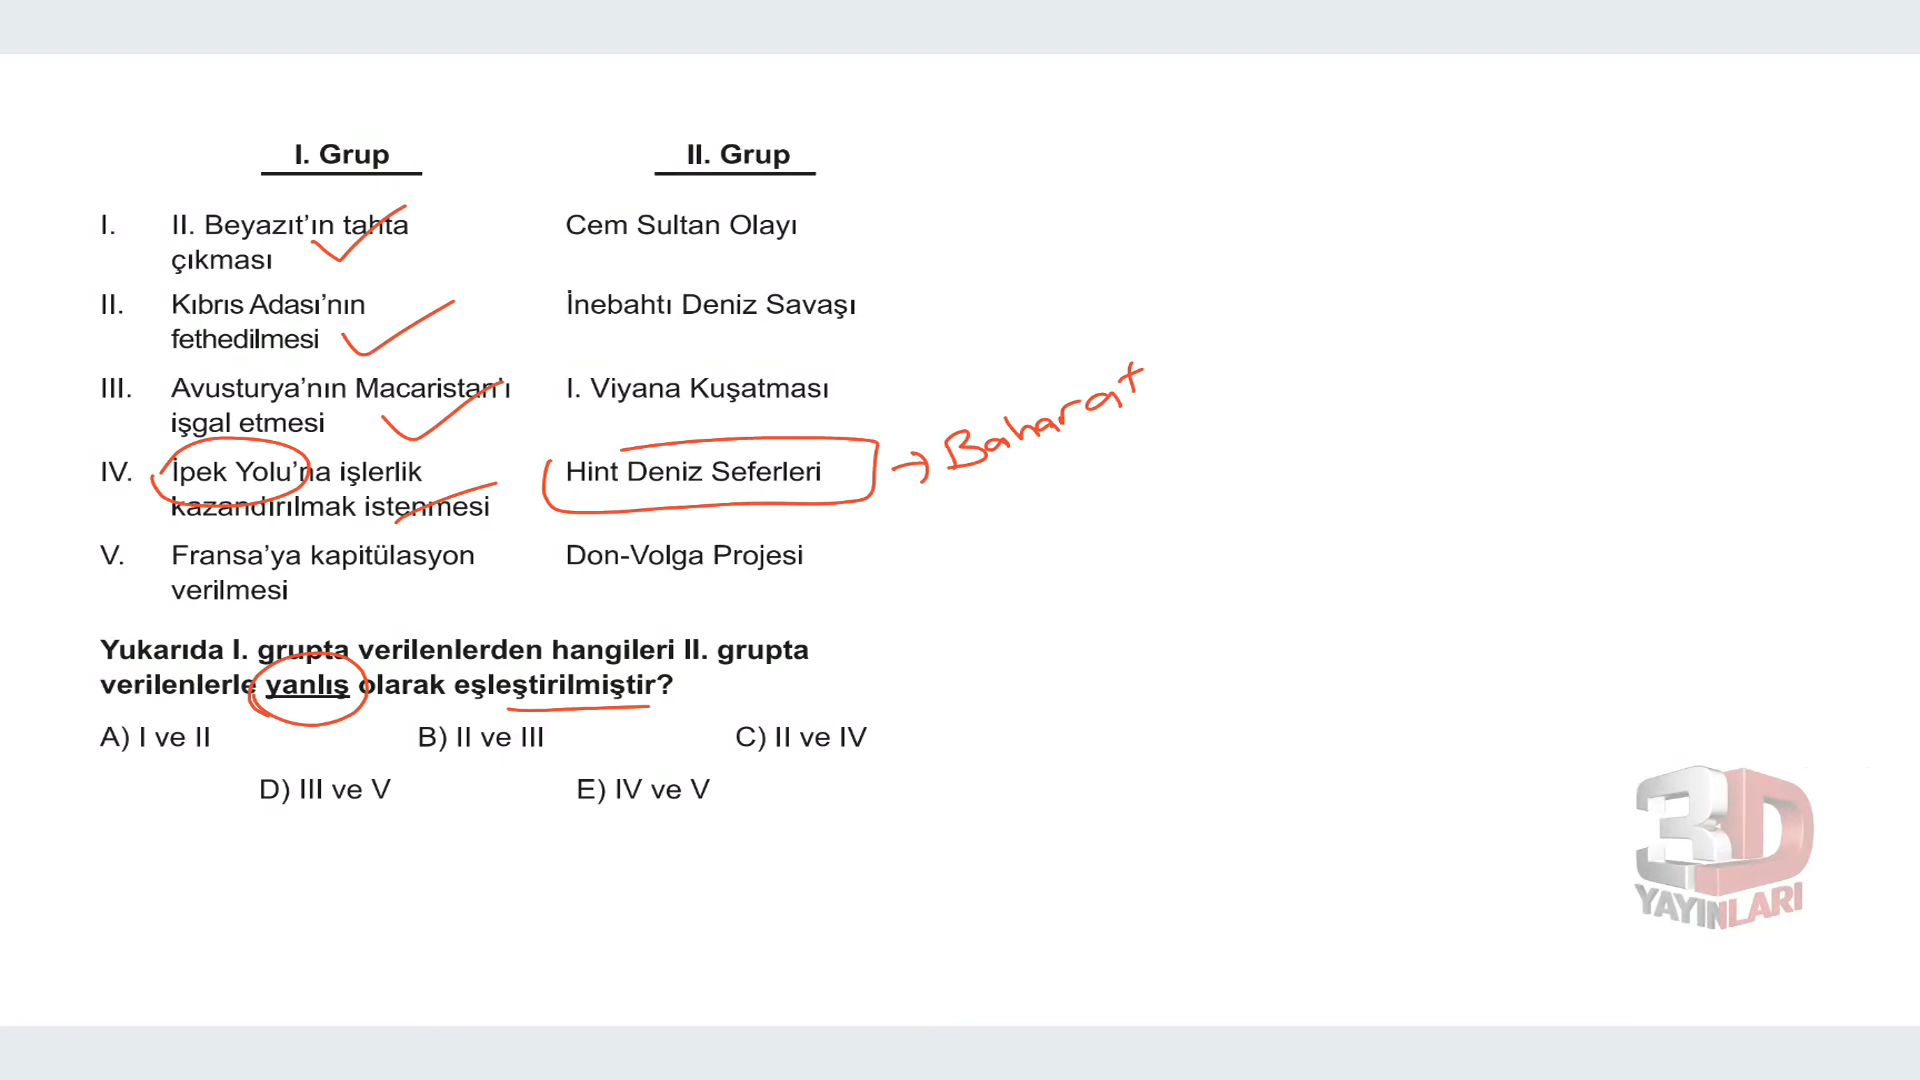 I. Grup II. Grup
I. II. Beyazıt’ın tahta Cem Sultan Olayı
çıkması
II. Kıbrıs Adası’nın İnebahtı Deniz Savaşı
fethedilmesi
III. Avusturya’nın Macaristan’ı I. Viyana Kuşatması
işgal etmesi
IV. İpek Yolu’na işlerlik Hint Deniz Seferleri → Baharat
kazandırılmak istenmesi
V. Fransa’ya kapitülasyon Don-Volga Projesi
verilmesi
Yukarıda I. grupta verilenlerden hangileri II. grupta
verilenlerle yanlış olarak eşleştirilmiştir?
A) I ve II B) II ve III C) II ve IV
D) III ve V E) IV ve V
3D
YAYINLARI